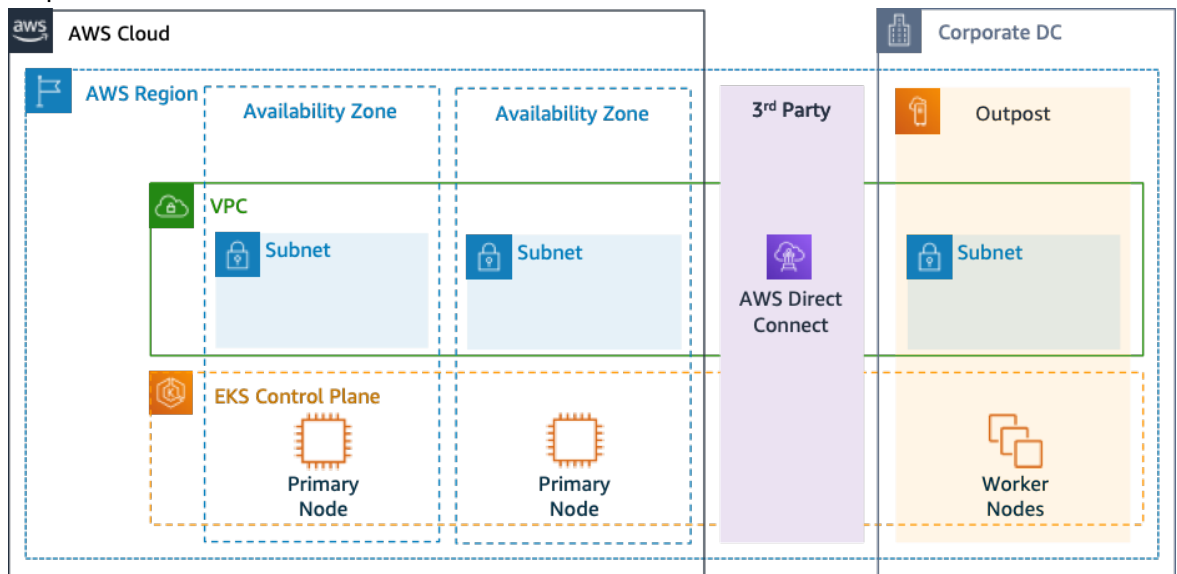 aws
AWS Cloud
Corporate DC
AWS Region
Availability Zone
Availability Zone
3rd Party
Outpost
VPC
Subnet
Subnet
Subnet
AWS Direct
Connect
EKS Control Plane
Primary
Node
Primary
Node
Worker
Nodes